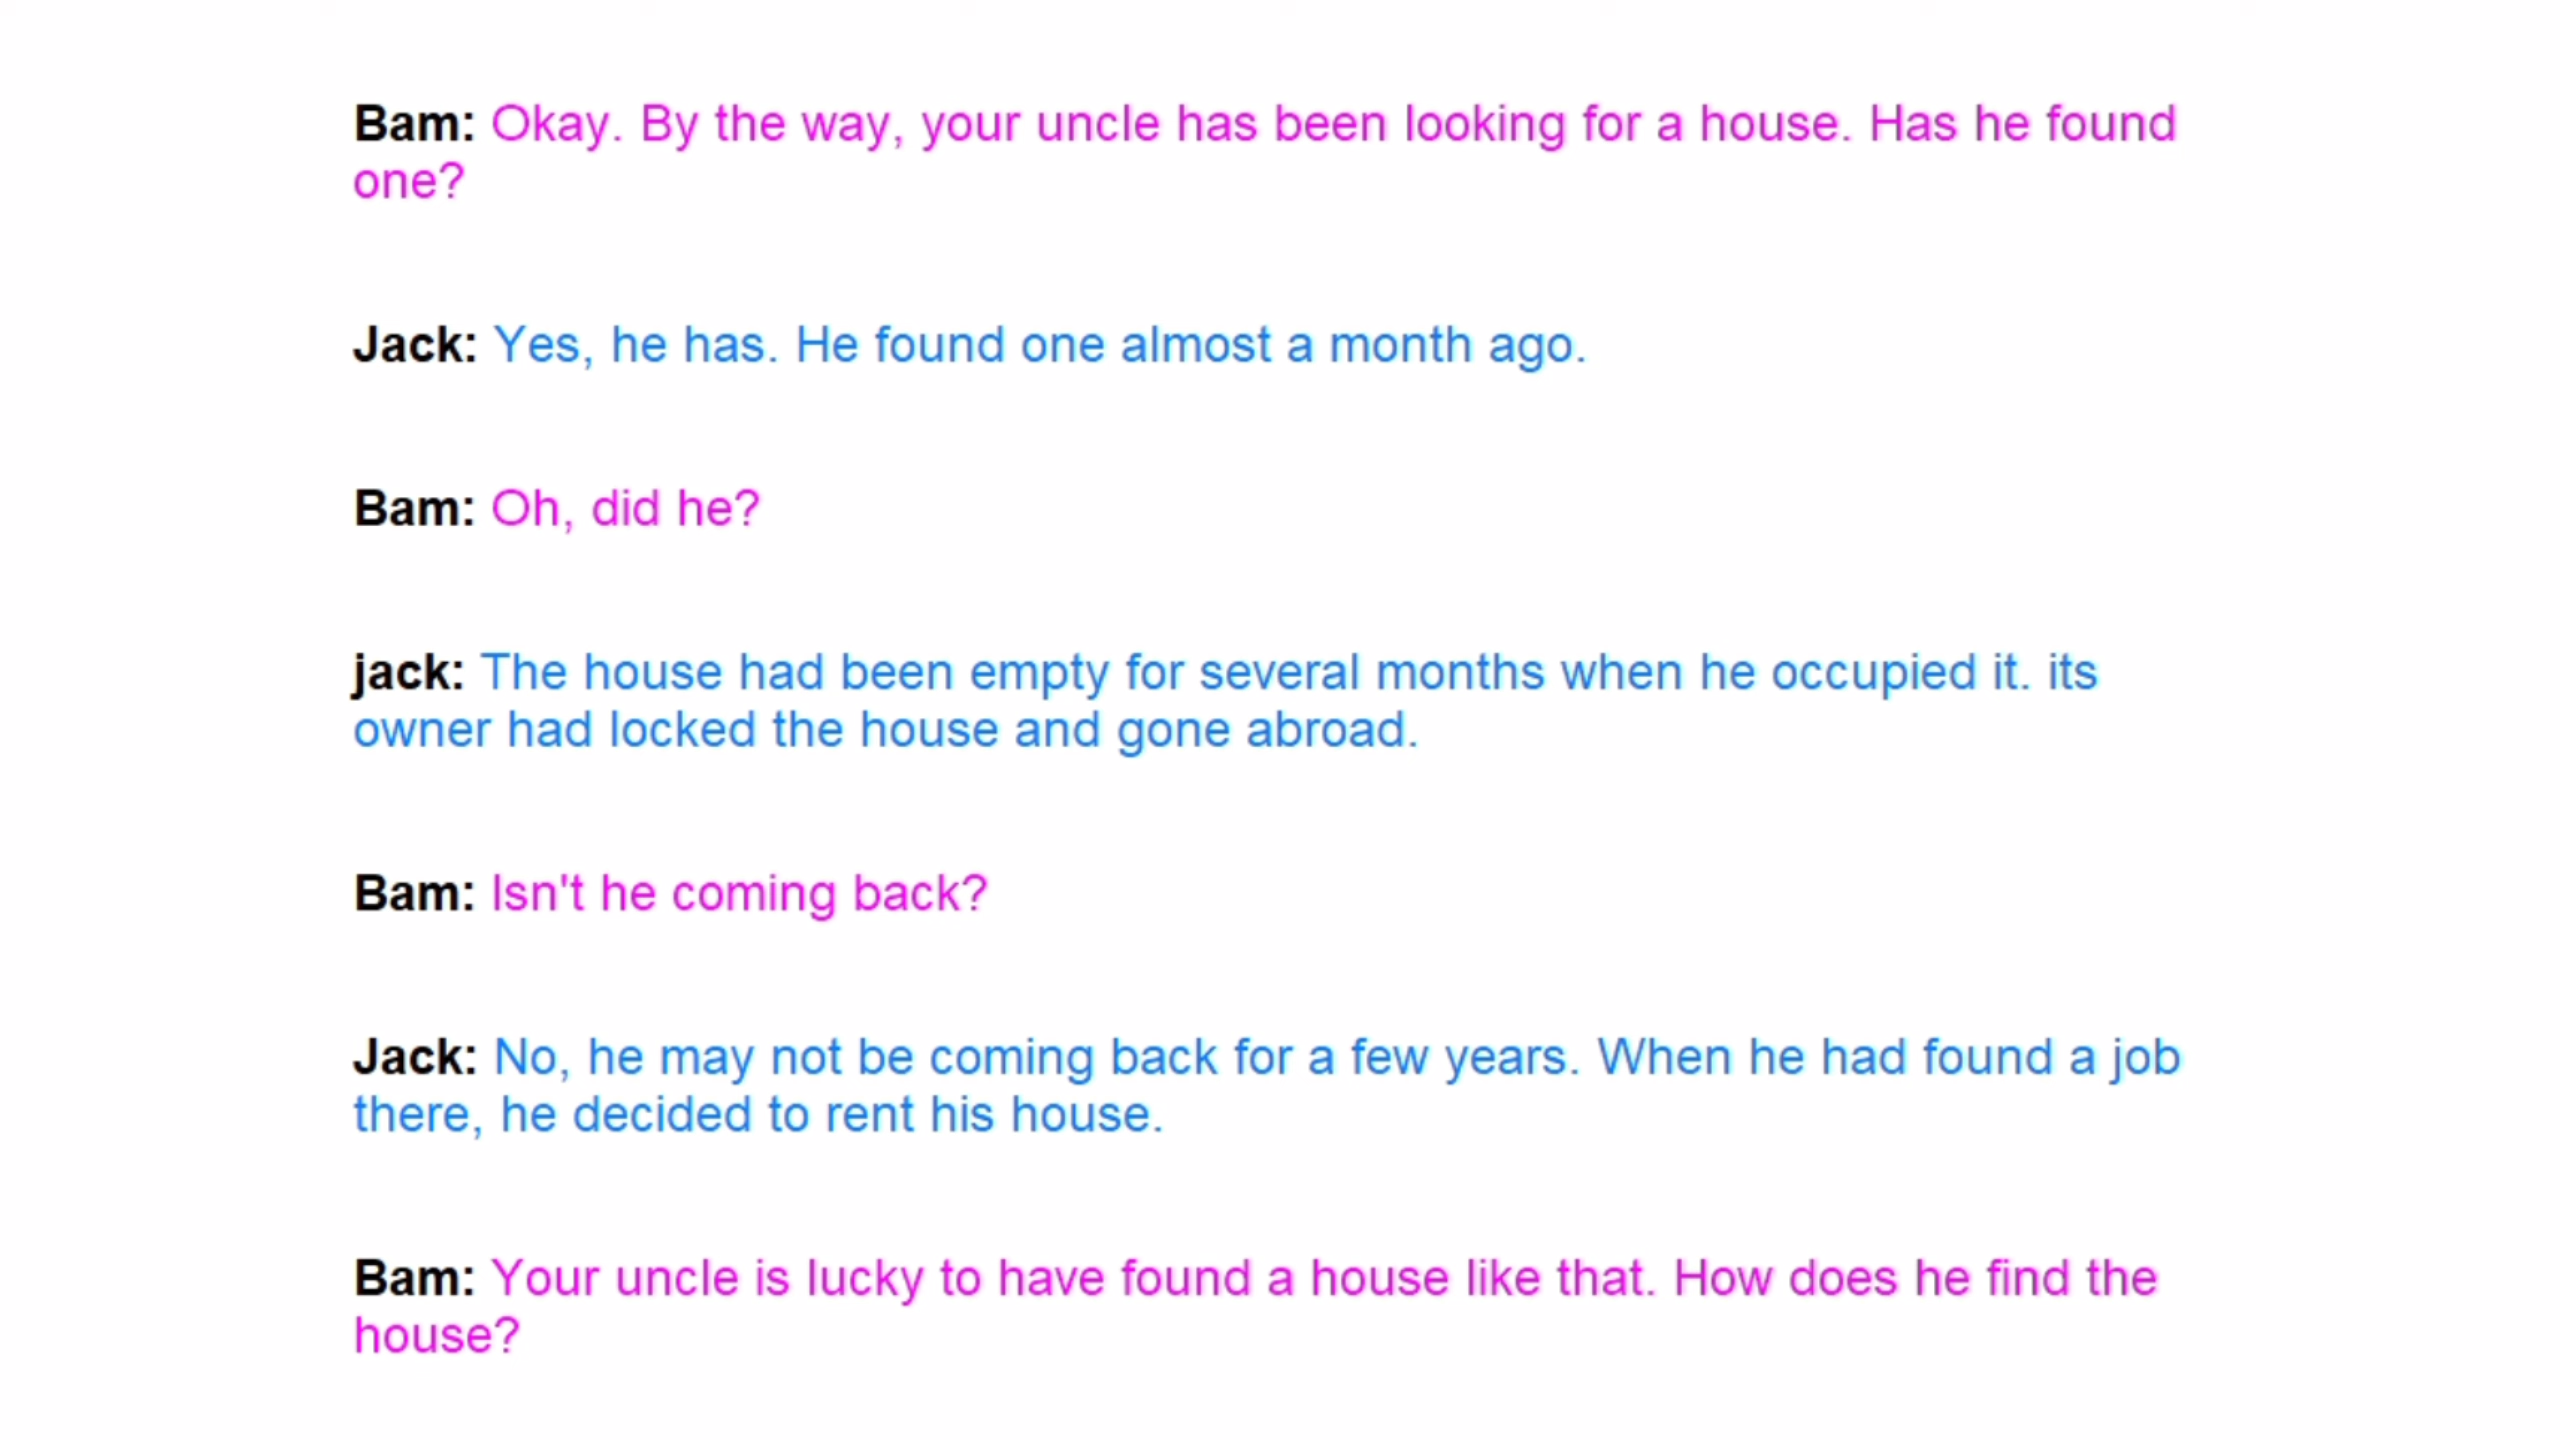 Bam: Okay. By the way, your uncle has been looking for a house. Has he found
one?
Jack: Yes, he has. He found one almost a month ago.
Bam: Oh, did he?
jack: The house had been empty for several months when he occupied it. its
owner had locked the house and gone abroad.
Bam: Isn't he coming back?
Jack: No, he may not be coming back for a few years. When he had found a job
there, he decided to rent his house.
Bam: Your uncle is lucky to have found a house like that. How does he find the
house?